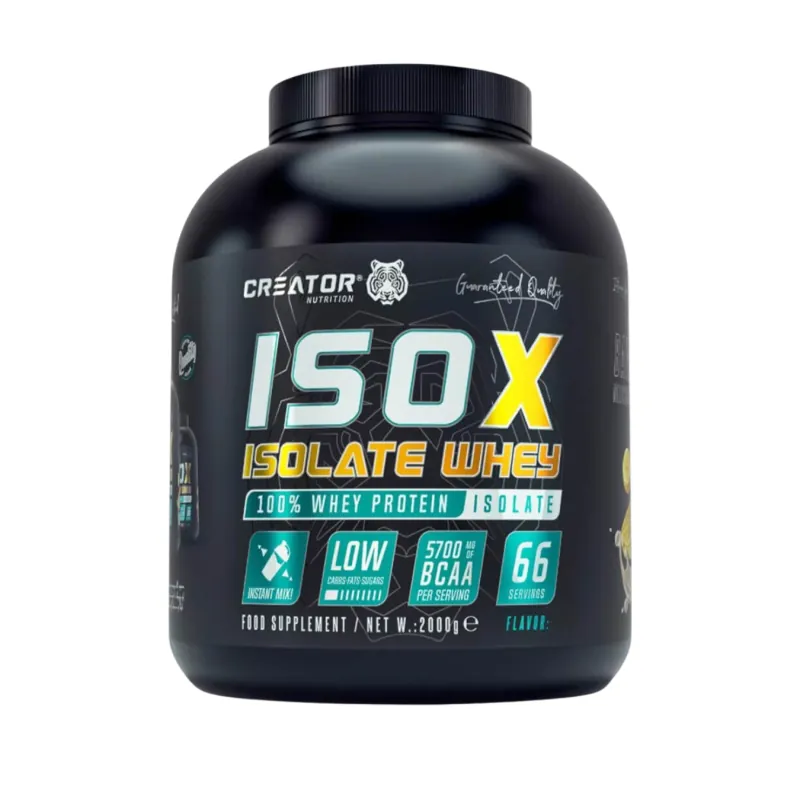 CREATOR®
NUTRITION
Guaranteed Quality
ISOX
ISOLATE WHEY
100% WHEY PROTEIN ISOLATE
INSTANT MIX!
LOW
CARBS-FATS-SUGARS
5700 MG OF
BCAA
PER SERVING
66
SERVINGS
FOOD SUPPLEMENT / NET W.:2000g e
FLAVOR: